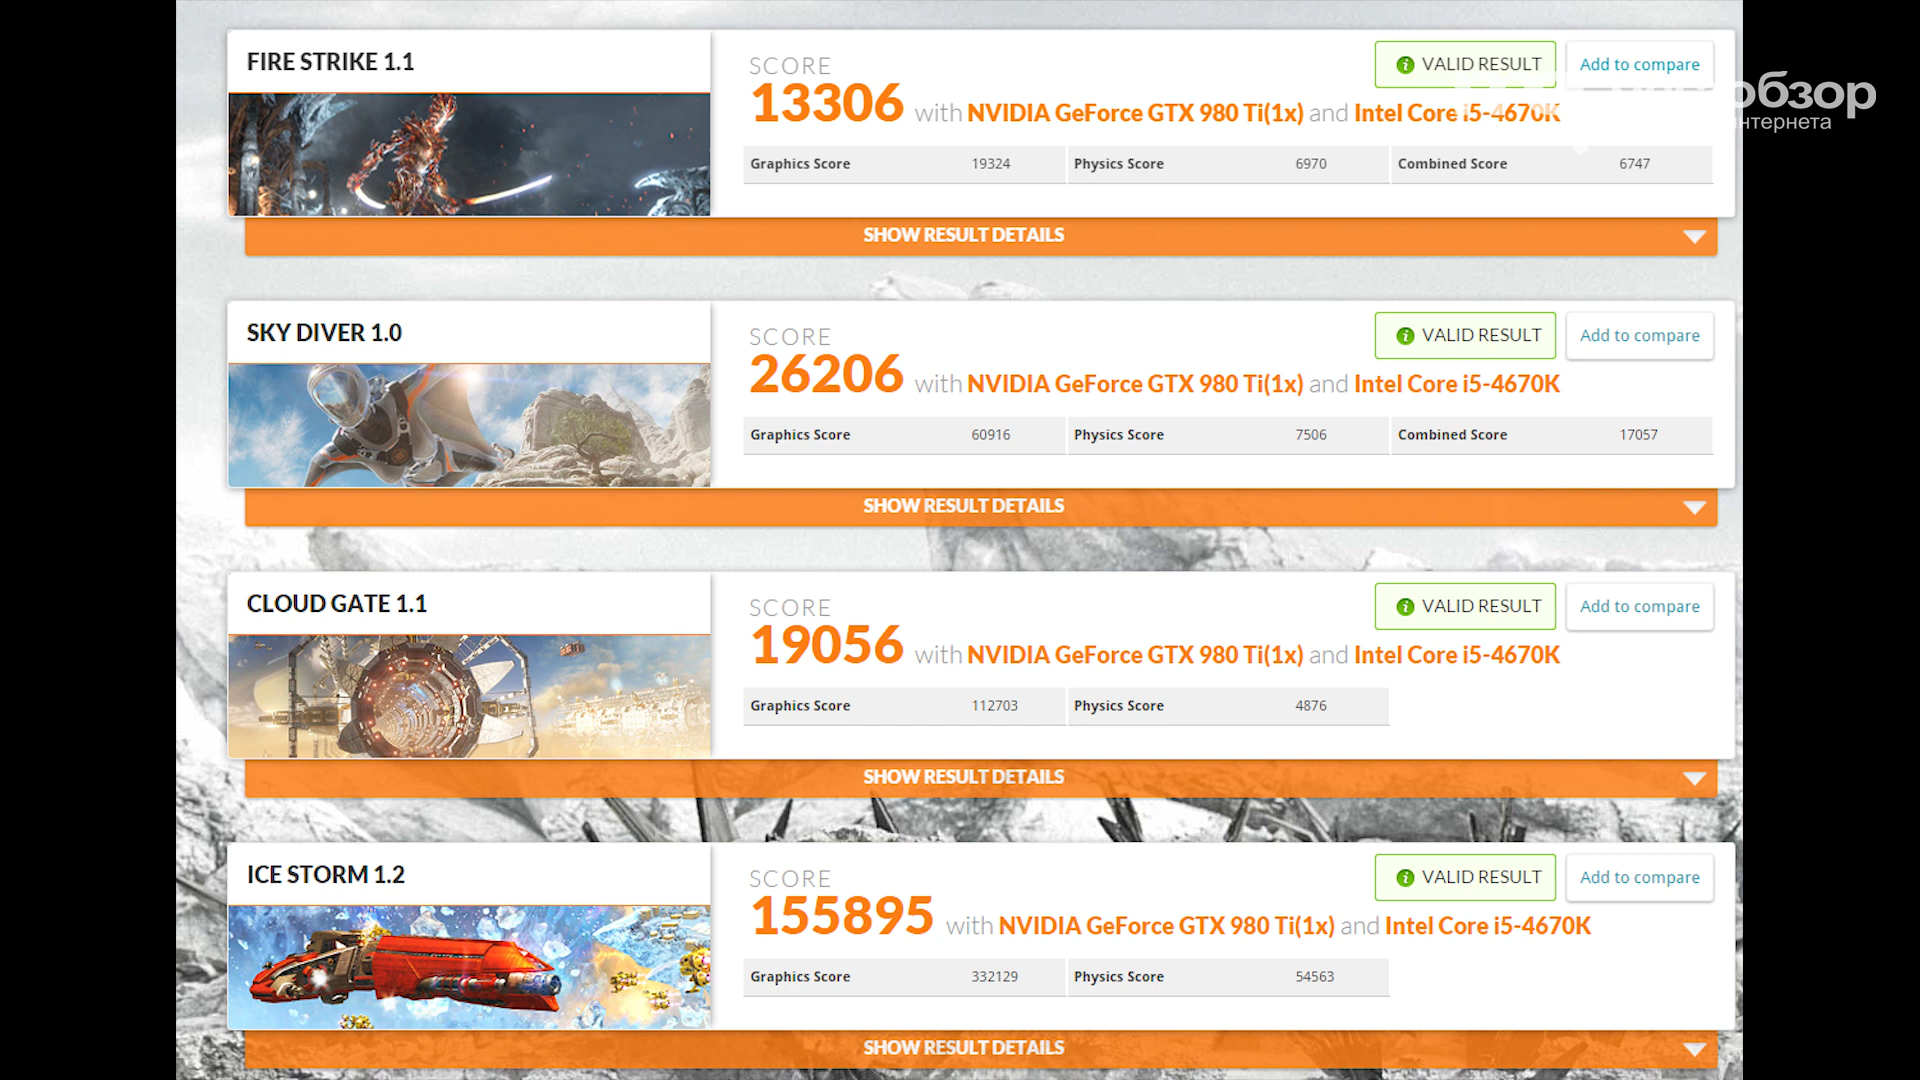 FIRE STRIKE 1.1
SCORE
13306 with NVIDIA GeForce GTX 980 Ti(1x) and Intel Core i5-4670K
VALID RESULT
Add to compare
Graphics Score 19324 Physics Score 6970 Combined Score 6747
SHOW RESULT DETAILS
SKY DIVER 1.0
SCORE
26206 with NVIDIA GeForce GTX 980 Ti(1x) and Intel Core i5-4670K
VALID RESULT
Add to compare
Graphics Score 60916 Physics Score 7506 Combined Score 17057
SHOW RESULT DETAILS
CLOUD GATE 1.1
SCORE
19056 with NVIDIA GeForce GTX 980 Ti(1x) and Intel Core i5-4670K
VALID RESULT
Add to compare
Graphics Score 112703 Physics Score 4876
SHOW RESULT DETAILS
ICE STORM 1.2
SCORE
155895 with NVIDIA GeForce GTX 980 Ti(1x) and Intel Core i5-4670K
VALID RESULT
Add to compare
Graphics Score 332129 Physics Score 54563
SHOW RESULT DETAILS